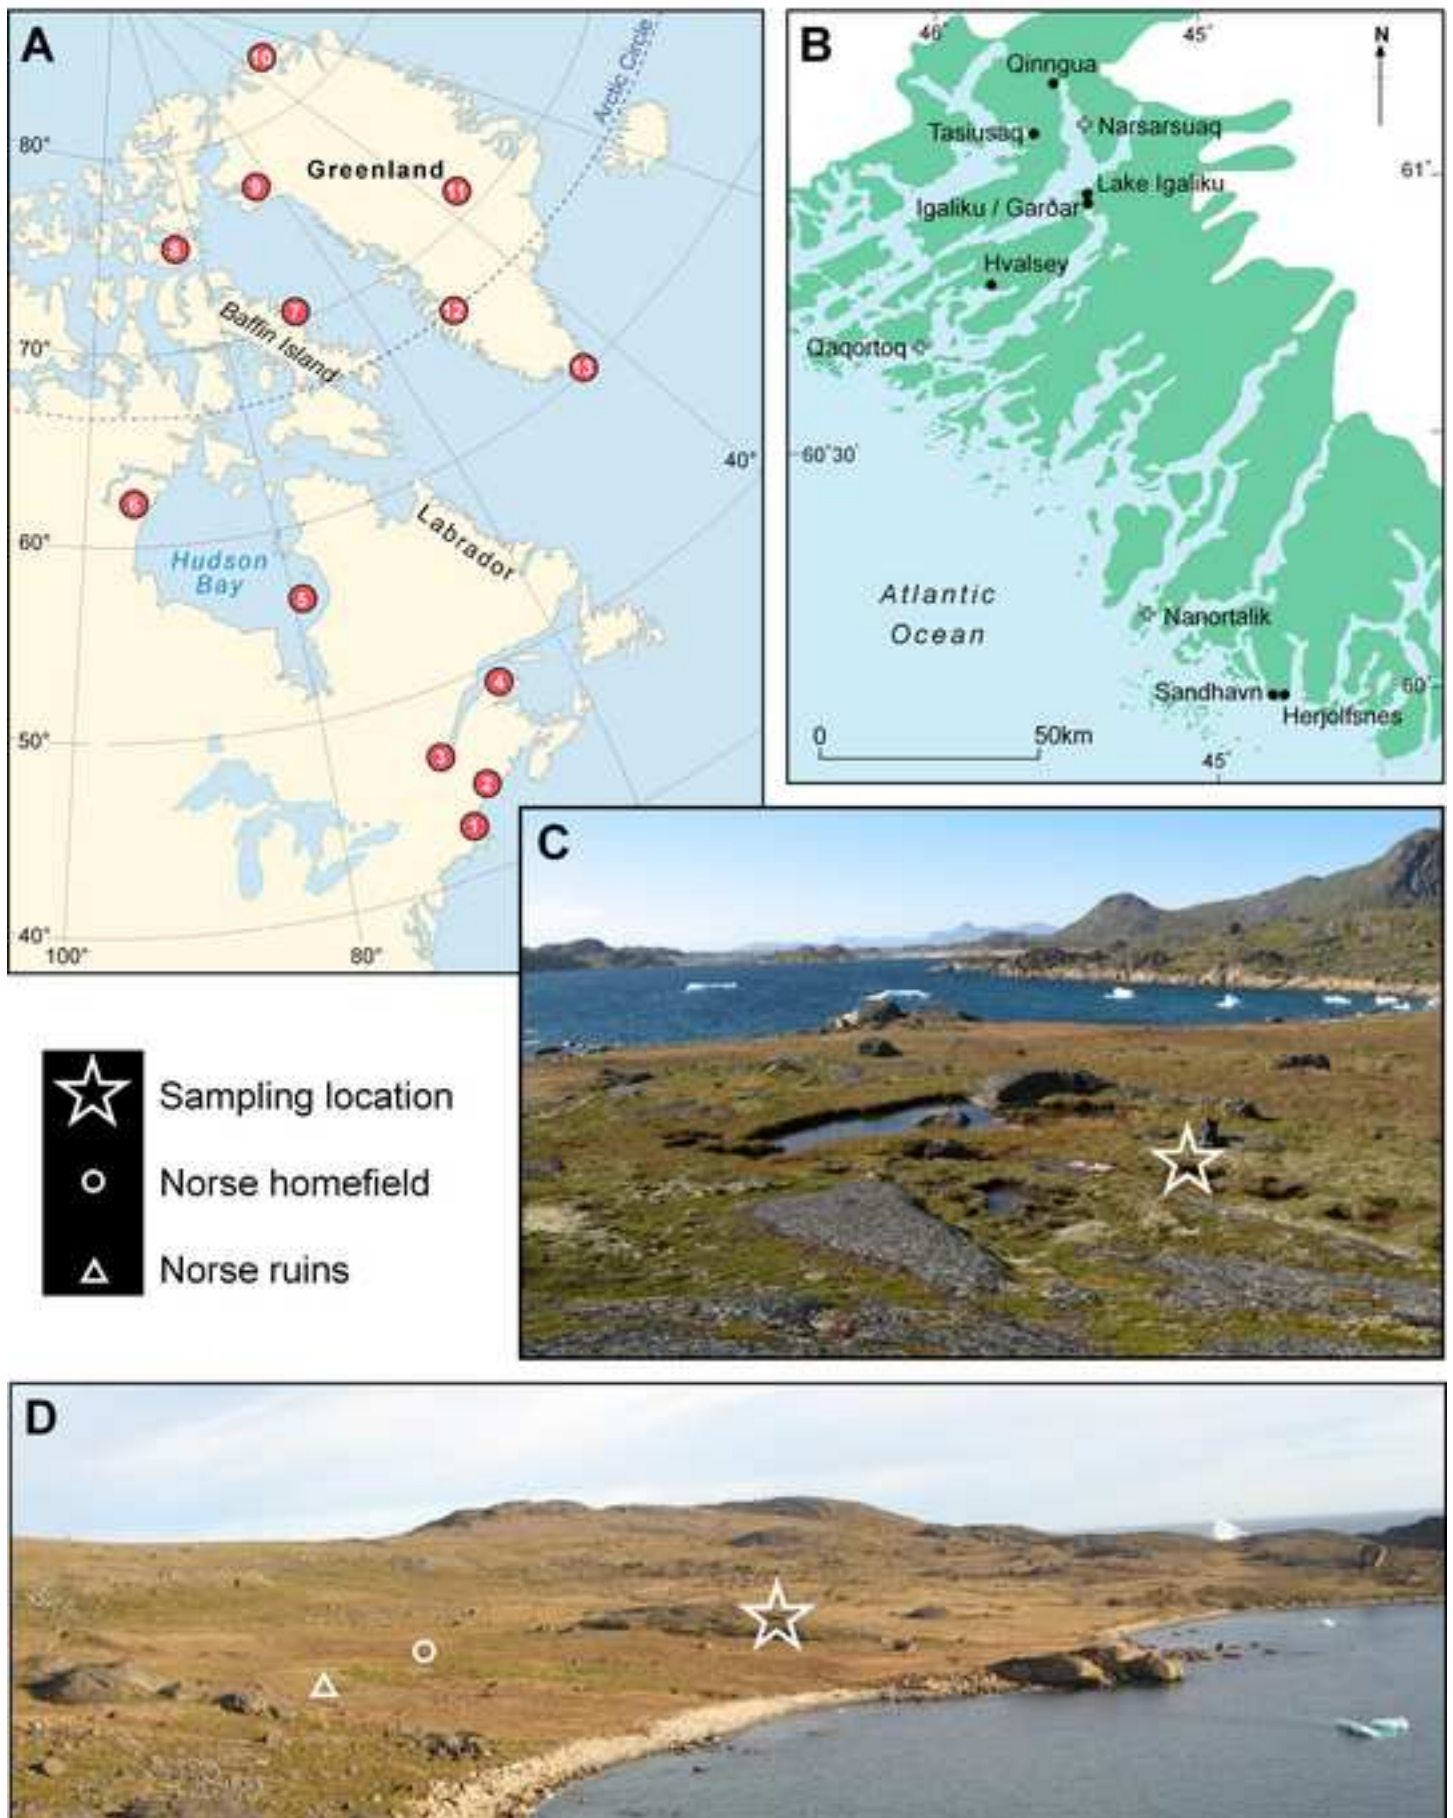 A
10
Arctic Circle
80°
Greenland
9
11
8
7
12
Baffin Island
70°
13
40°
6
Labrador
60°
Hudson
Bay
5
4
50°
3
2
1
40°
100°
80°
B
46°
45°
N
Qinngua
Tasiusaq
Narsarsuaq
61°
Lake Igaliku
Igaliku / Garðar
Hvalsey
Qaqortoq
60°30'
Atlantic
Ocean
Nanortalik
60°
Sandhavn
Herjolfsnes
0
50km
45°
C
Sampling location
Norse homefield
Norse ruins
D